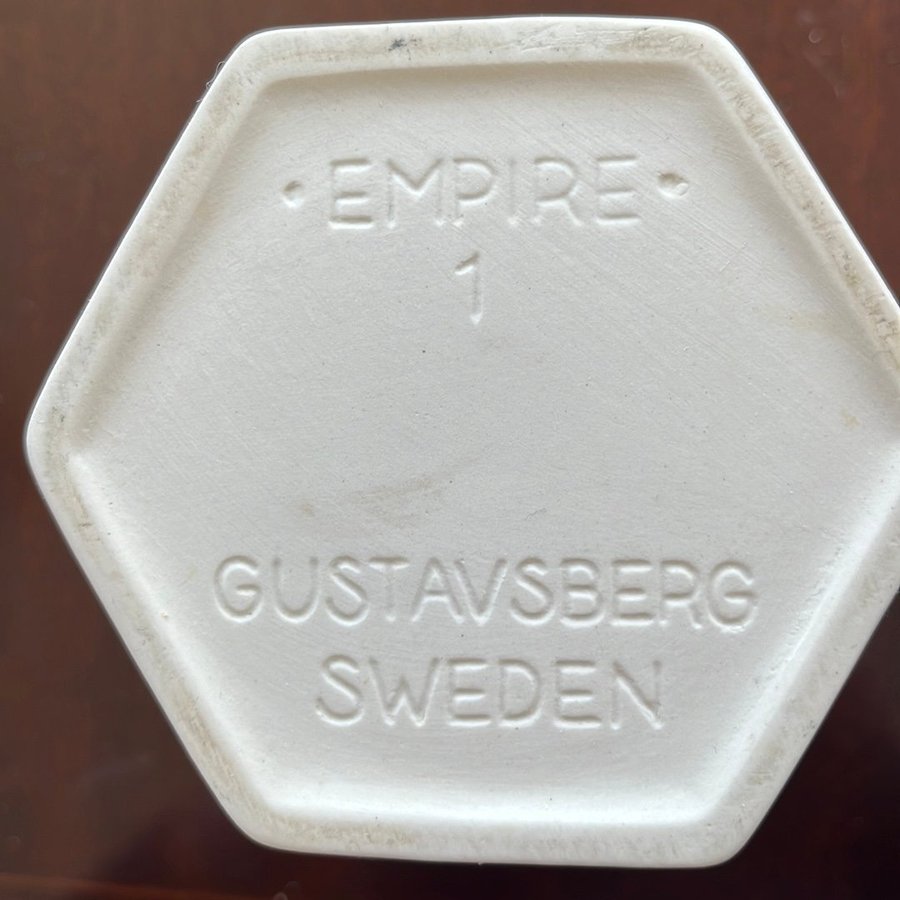 • EMPIRE •
1
GUSTAVSBERG
SWEDEN